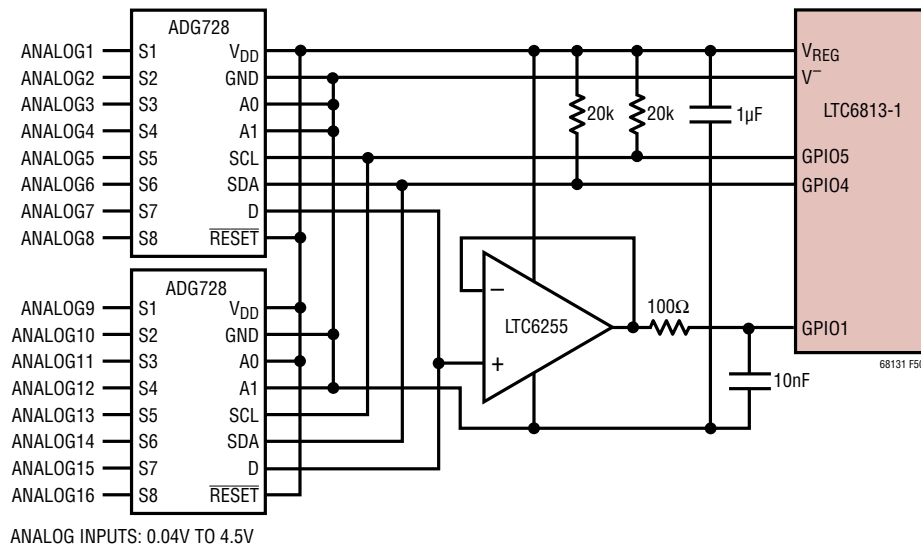 ADG728
ANALOG1 S1 VDD
ANALOG2 S2 GND
ANALOG3 S3 A0
ANALOG4 S4 A1
ANALOG5 S5 SCL
ANALOG6 S6 SDA
ANALOG7 S7 D
ANALOG8 S8 RESET
ADG728
ANALOG9 S1 VDD
ANALOG10 S2 GND
ANALOG11 S3 A0
ANALOG12 S4 A1
ANALOG13 S5 SCL
ANALOG14 S6 SDA
ANALOG15 S7 D
ANALOG16 S8 RESET
20k
20k
1µF
LTC6255
−
+
100Ω
10nF
VREG
V−
LTC6813-1
GPIO5
GPIO4
GPIO1
68131 F50
ANALOG INPUTS: 0.04V TO 4.5V